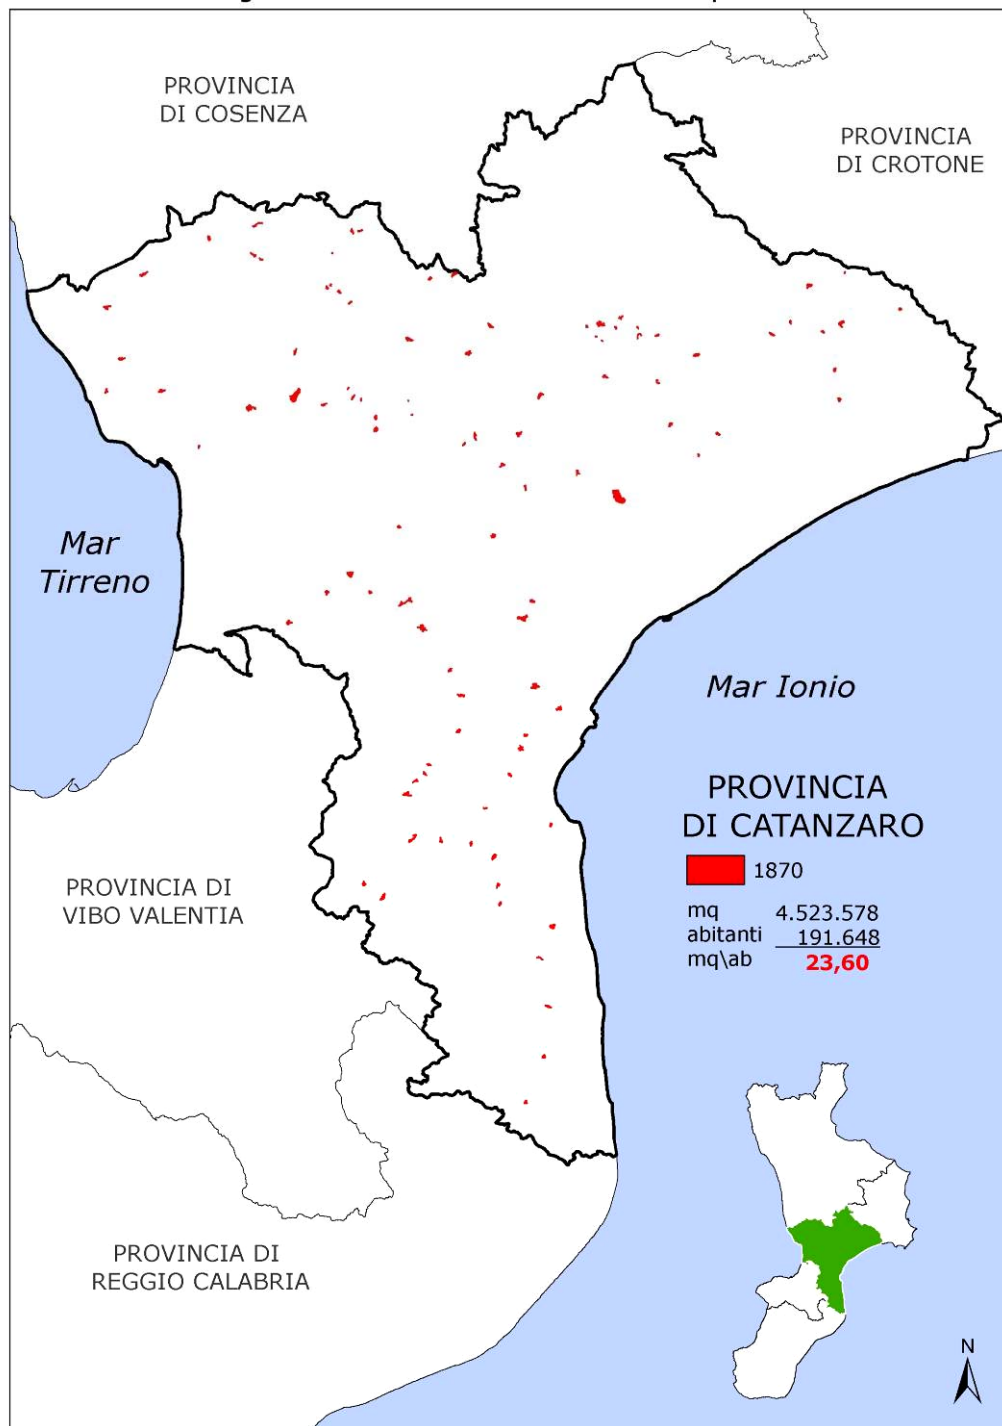 PROVINCIA
DI COSENZA
PROVINCIA
DI CROTONE
Mar
Tirreno
Mar Ionio
PROVINCIA
DI CATANZARO
1870
mq 4.523.578
abitanti 191.648
mq\ab 23,60
PROVINCIA DI
VIBO VALENTIA
PROVINCIA DI
REGGIO CALABRIA
N